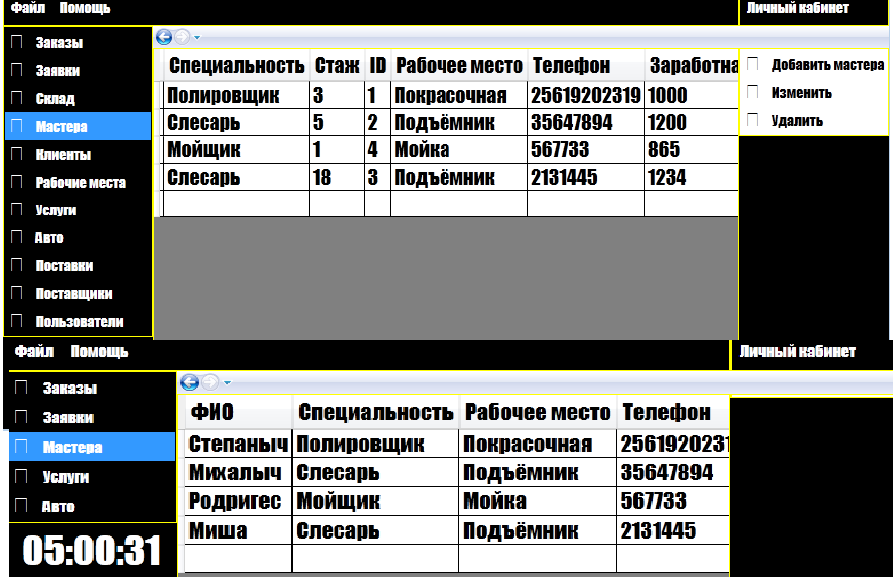 Файл Помощь Личный кабинет
Заказы
Заявки
Склад
Мастера
Клиенты
Рабочие места
Услуги
Авто
Поставки
Поставщики
Пользователи
Специальность Стаж ID Рабочее место Телефон Заработна
Полировщик 3 1 Покрасочная 25619202319 1000
Слесарь 5 2 Подъёмник 35647894 1200
Мойщик 1 4 Мойка 567733 865
Слесарь 18 3 Подъёмник 2131445 1234
Добавить мастера
Изменить
Удалить
Файл Помощь Личный кабинет
Заказы
Заявки
Мастера
Услуги
Авто
05:00:31
ФИО Специальность Рабочее место Телефон
Степаныч Полировщик Покрасочная 2561920231
Михалыч Слесарь Подъёмник 35647894
Родригес Мойщик Мойка 567733
Миша Слесарь Подъёмник 2131445